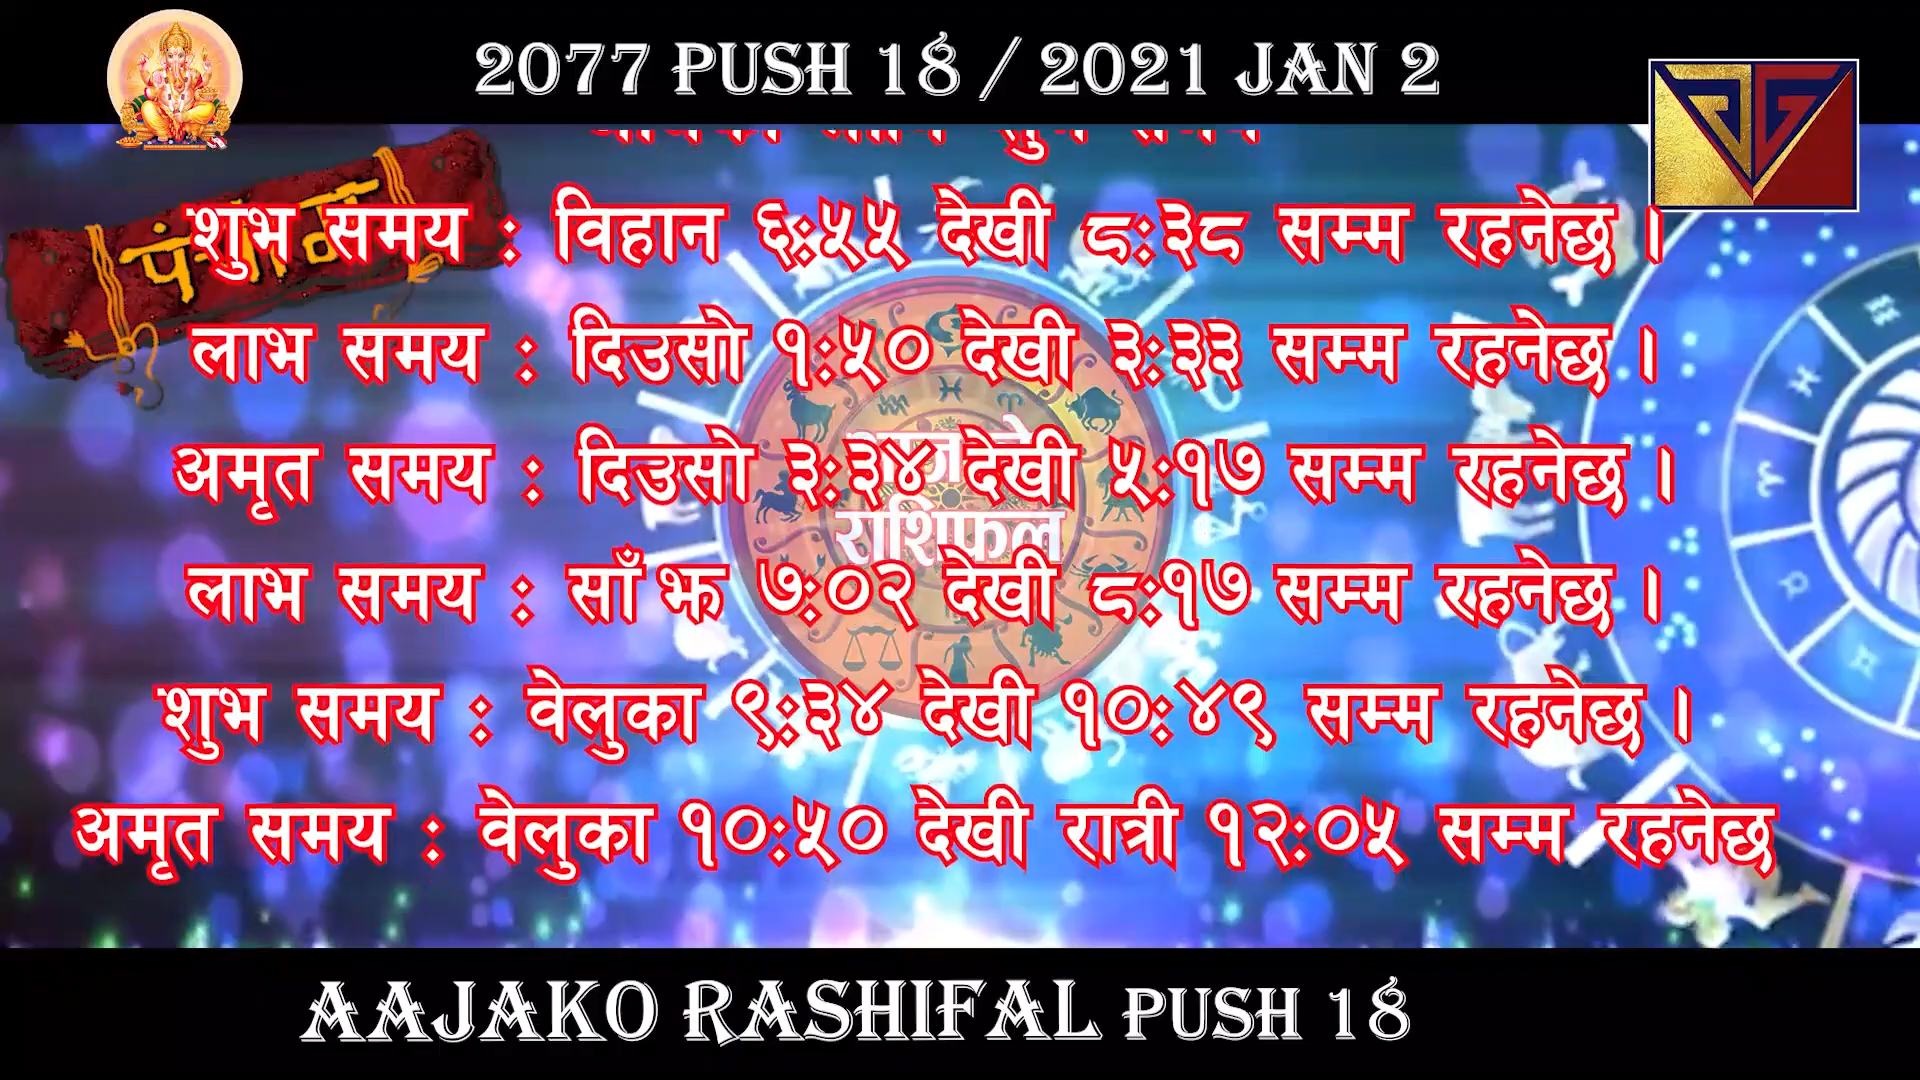 2077 PUSH 18 / 2021 JAN 2
शुभ समय : विहान ६:५५ देखी ८:३८ सम्म रहनेछ ।
लाभ समय : दिउसो १:५० देखी ३:३३ सम्म रहनेछ ।
अमृत समय : दिउसो ३:३४ देखी ५:१७ सम्म रहनेछ ।
राशिफल
लाभ समय : साँझ ७:०२ देखी ८:१७ सम्म रहनेछ ।
शुभ समय : वेलुका ९:३४ देखी १०:४९ सम्म रहनेछ ।
अमृत समय : वेलुका १०:५० देखी रात्री १२:०५ सम्म रहनेछ
AAJAKO RASHIFAL PUSH 18